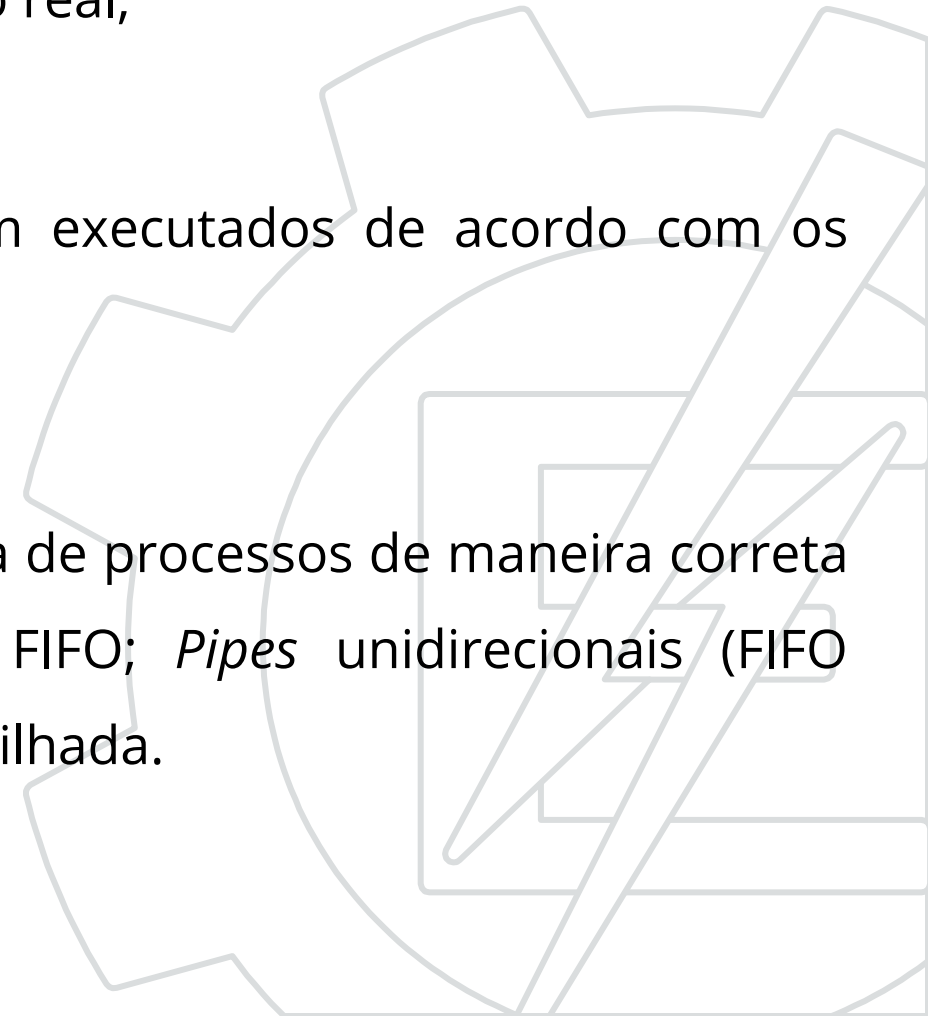 real,
executados de acordo com os
de processos de maneira correta
FIFO; Pipes unidirecionais (FIFO
ilhada.